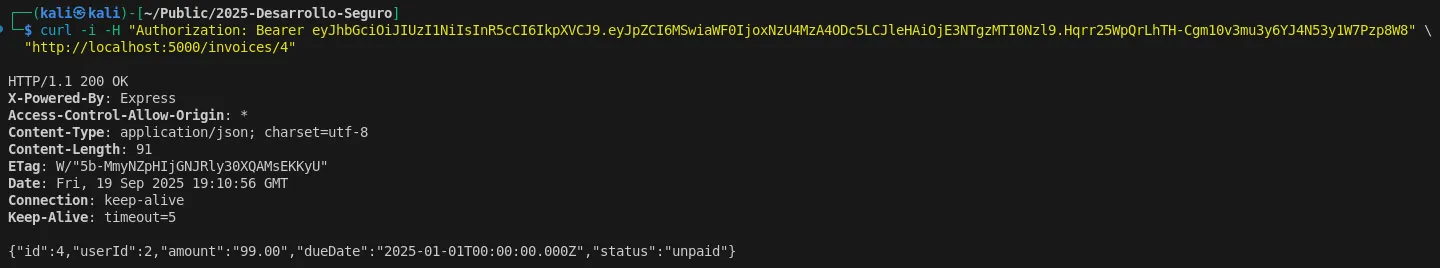 ┌──(kali㉿kali)-[~/Public/2025-Desarrollo-Seguro]
└─$ curl -i -H "Authorization: Bearer eyJhbGciOiJIUzI1NiIsInR5cCI6IkpXVCJ9.eyJpZCI6MSwiaWF0IjoxNzU4MzA4ODc5LCJleHAiOjE3NTgzMTI0Nzl9.Hqrr25WpQrLhTH-Cgm10v3mu3y6YJ4N53y1W7Pzp8W8" \
"http://localhost:5000/invoices/4"
HTTP/1.1 200 OK
X-Powered-By: Express
Access-Control-Allow-Origin: *
Content-Type: application/json; charset=utf-8
Content-Length: 91
ETag: W/"5b-MmyNZpHIjGNJRly30XQAMsEKKyU"
Date: Fri, 19 Sep 2025 19:10:56 GMT
Connection: keep-alive
Keep-Alive: timeout=5
{"id":4,"userId":2,"amount":"99.00","dueDate":"2025-01-01T00:00:00.000Z","status":"unpaid"}